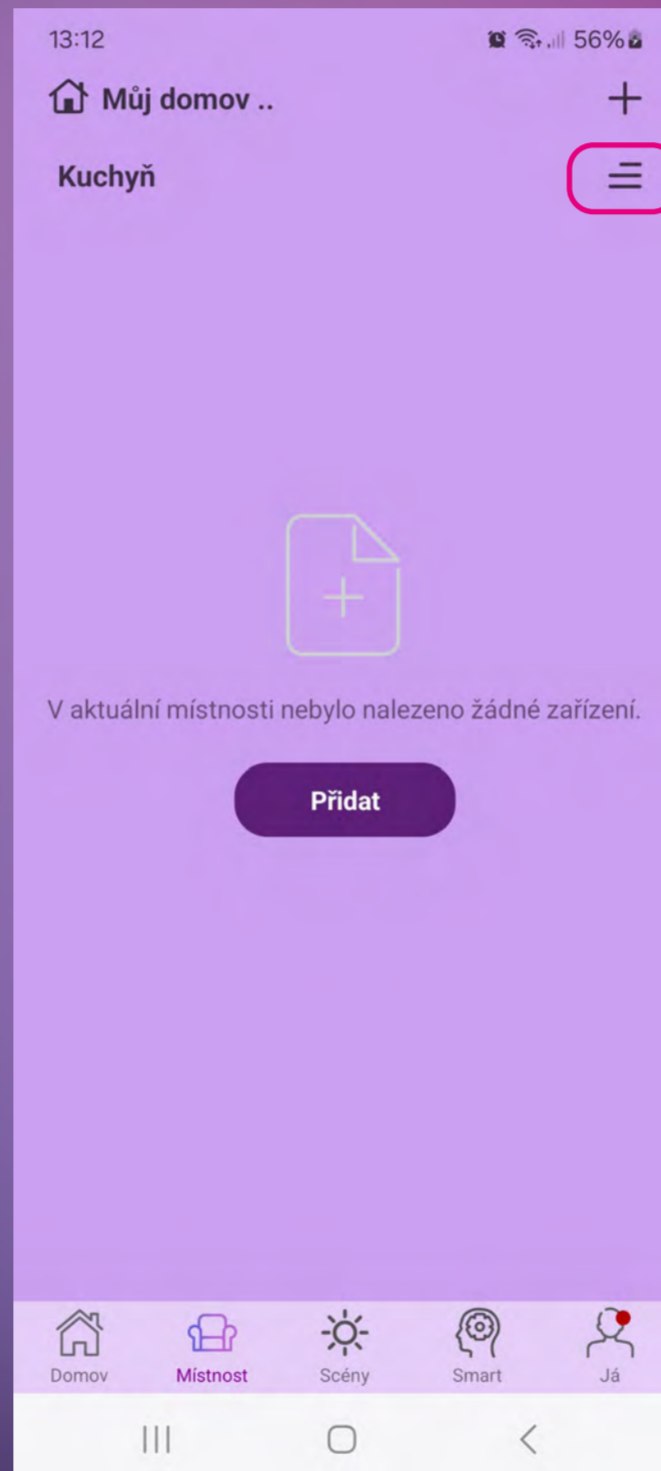 13:12
56%
Můj domov ..
Kuchyň
V aktuální místnosti nebylo nalezeno žádné zařízení.
Přidat
Domov
Místnost
Scény
Smart
Já